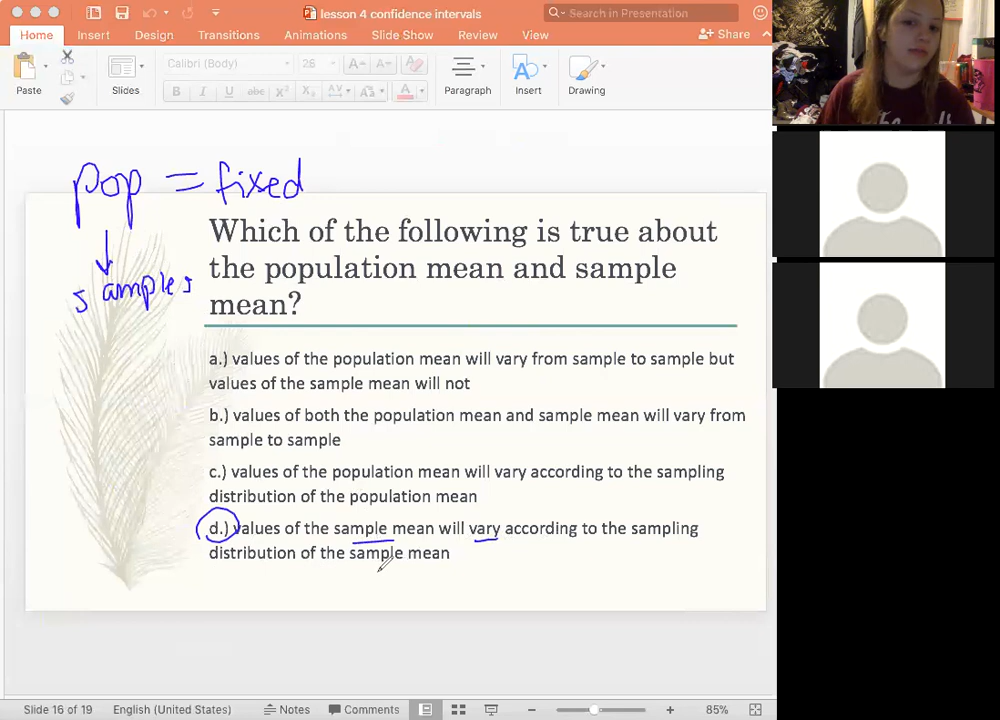 lesson 4 confidence intervals
Search in Presentation
Home Insert Design Transitions Animations Slide Show Review View Share
Calibri (Body) 28
Paste Slides Paragraph Insert Drawing
pop = fixed
samples
Which of the following is true about
the population mean and sample
mean?
a.) values of the population mean will vary from sample to sample but
values of the sample mean will not
b.) values of both the population mean and sample mean will vary from
sample to sample
c.) values of the population mean will vary according to the sampling
distribution of the population mean
d.) values of the sample mean will vary according to the sampling
distribution of the sample mean
Slide 16 of 19 English (United States) Notes Comments 85%